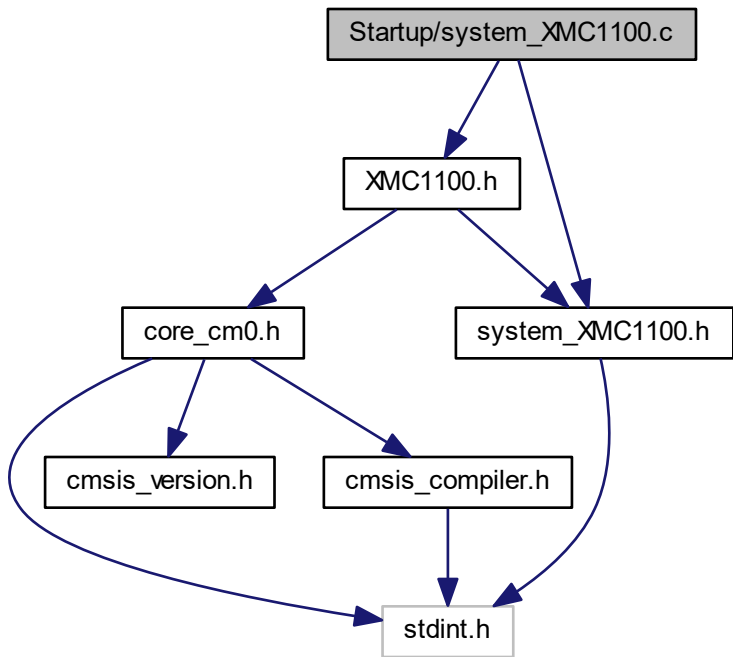 Startup/system_XMC1100.c
XMC1100.h
core_cm0.h
system_XMC1100.h
cmsis_version.h
cmsis_compiler.h
stdint.h